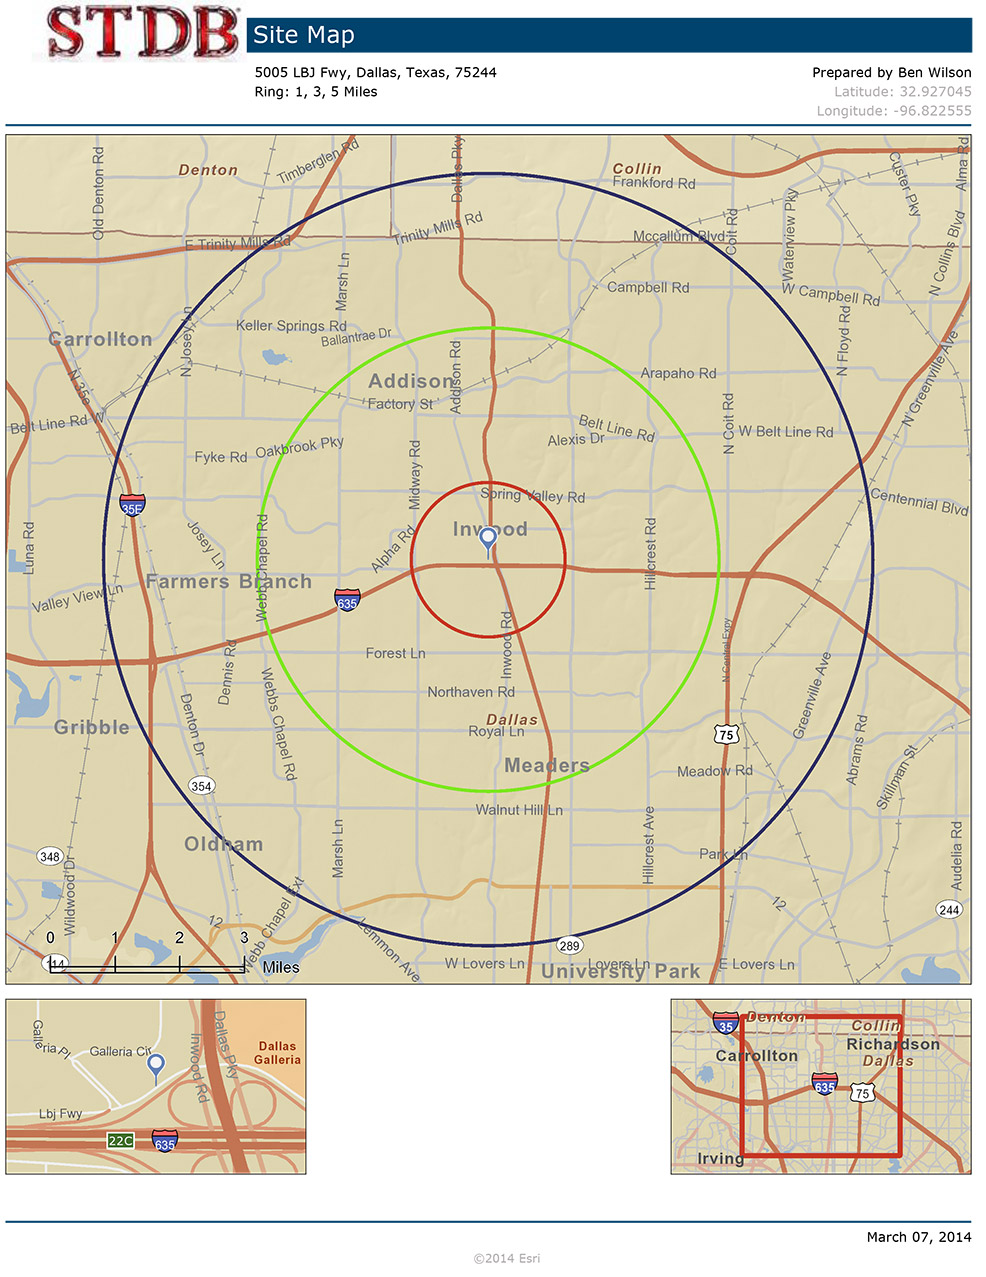 STDB
Site Map
5005 LBJ Fwy, Dallas, Texas, 75244
Ring: 1, 3, 5 Miles
Prepared by Ben Wilson
Latitude: 32.927045
Longitude: -96.822555
Denton
Timberglen Rd
Old Denton Rd
Dallas Pky
Collin
Frankford Rd
Custer Pky
Alma Rd
E Trinity Mills Rd
Trinity Mills Rd
Mccallum Blvd
Coit Rd
Waterview Pky
N Collins Blvd
Marsh Ln
Campbell Rd
W Campbell Rd
Keller Springs Rd
Ballantrae Dr
N Josey Ln
Carrollton
N Floyd Rd
N Greenville Ave
Addison
Addison Rd
Arapaho Rd
N 35e
Factory St
Belt Line Rd W
Belt Line Rd
Alexis Dr
N Coit Rd
W Belt Line Rd
Fyke Rd
Oakbrook Pky
Midway Rd
35E
Spring Valley Rd
Centennial Blvd
Inwood
Luna Rd
Josey Ln
Webb Chapel Rd
Alpha Rd
Hillcrest Rd
Farmers Branch
Valley View Ln
635
Forest Ln
Inwood Rd
N Central Expy
Dennis Rd
Webbs Chapel Rd
Northaven Rd
Greenville Ave
Gribble
Denton Dr
Dallas
Royal Ln
75
Abrams Rd
Meaders
Meadow Rd
Skillman St
354
Walnut Hill Ln
Oldham
Marsh Ln
Hillcrest Ave
Park Ln
Audelia Rd
348
Wildwood Dr
12
Webb Chapel Ext
Lemmon Ave
12
244
289
0 1 2 3
Miles
114
W Lovers Ln
Lovers Ln
E Lovers Ln
University Park
Galleria Pl
Galleria Cir
Inwood Rd
Dallas Pky
Dallas
Galleria
Lbj Fwy
22C
635
35
Denton
Collin
Richardson
Carrollton
Dallas
635
75
Irving
March 07, 2014
©2014 Esri